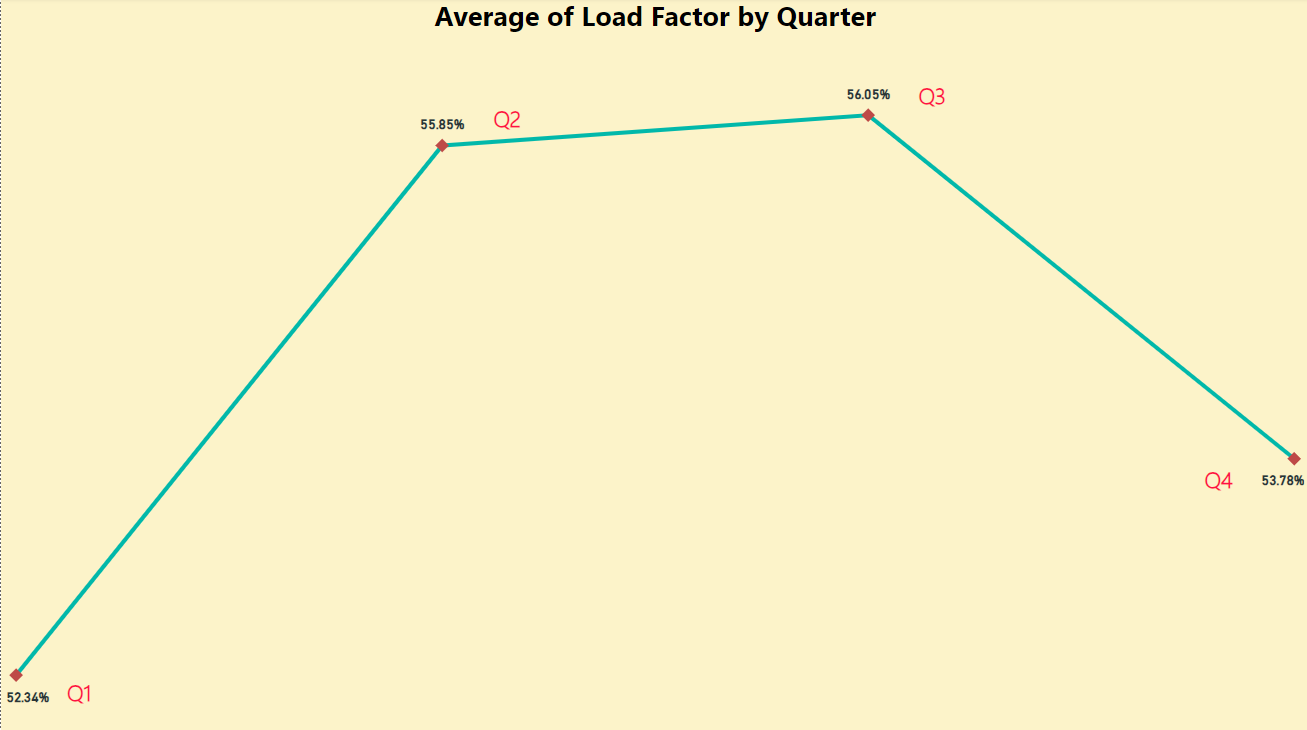 Average of Load Factor by Quarter
56.05% Q3
55.85% Q2
Q4 53.78%
52.34% Q1